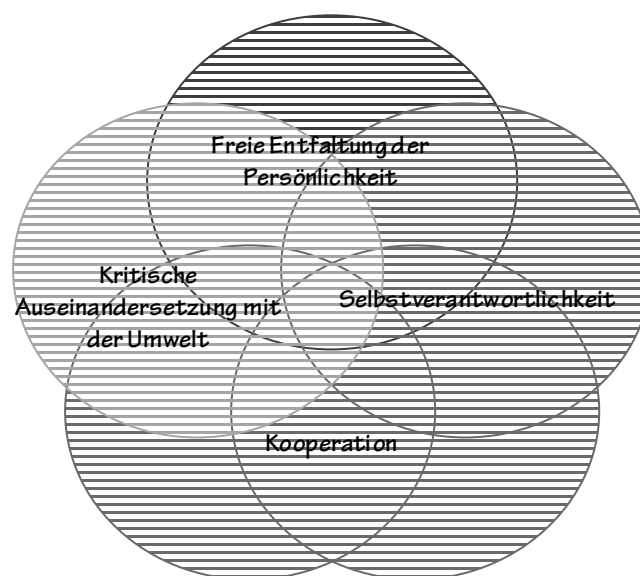 Freie Entfaltung der
Persönlichkeit
Kritische
Auseinandersetzung mit
der Umwelt
Selbstverantwortlichkeit
Kooperation